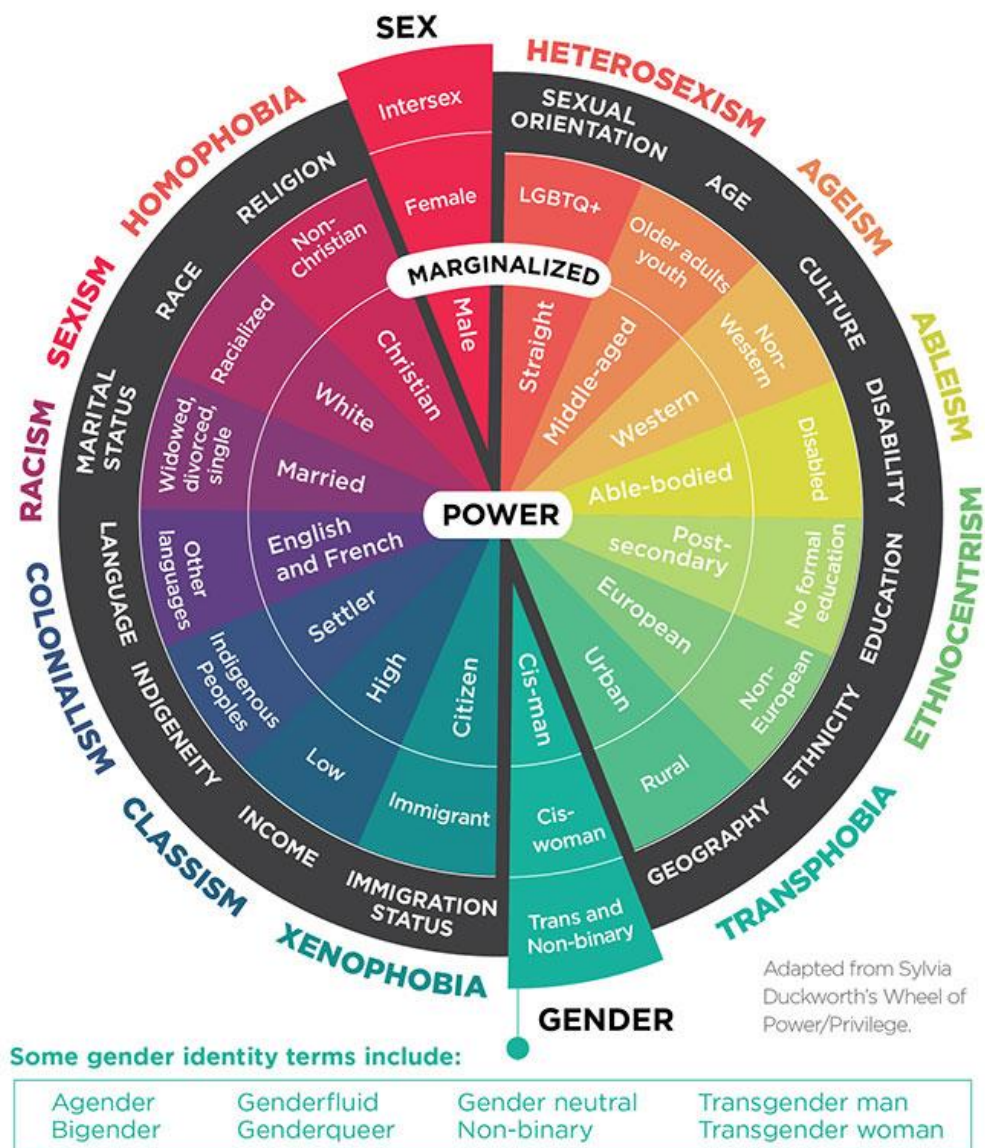 SEX
Intersex
Female
Male
HETEROSEXISM
AGEISM
ABLEISM
ETHNOCENTRISM
TRANSPHOBIA
XENOPHOBIA
CLASSISM
COLONIALISM
RACISM
SEXISM
HOMOPHOBIA
SEXUAL
ORIENTATION
LGBTQ+
Straight
AGE
Older adults
youth
Middle-aged
CULTURE
Non-
Western
Western
DISABILITY
Disabled
Able-bodied
EDUCATION
No formal
education
Post-
secondary
ETHNICITY
Non-
European
European
GEOGRAPHY
Rural
Urban
Cis-man
Cis-
woman
Trans and
Non-binary
GENDER
IMMIGRATION
STATUS
Immigrant
Citizen
INCOME
Low
High
INDIGENEITY
Indigenous
Peoples
Settler
LANGUAGE
Other
languages
English
and French
MARITAL
STATUS
Widowed,
divorced,
single
Married
RACE
Racialized
White
RELIGION
Non-
Christian
Christian
MARGINALIZED
POWER
Adapted from Sylvia
Duckworth's Wheel of
Power/Privilege.
Some gender identity terms include:
Agender Genderfluid Gender neutral Transgender man
Bigender Genderqueer Non-binary Transgender woman